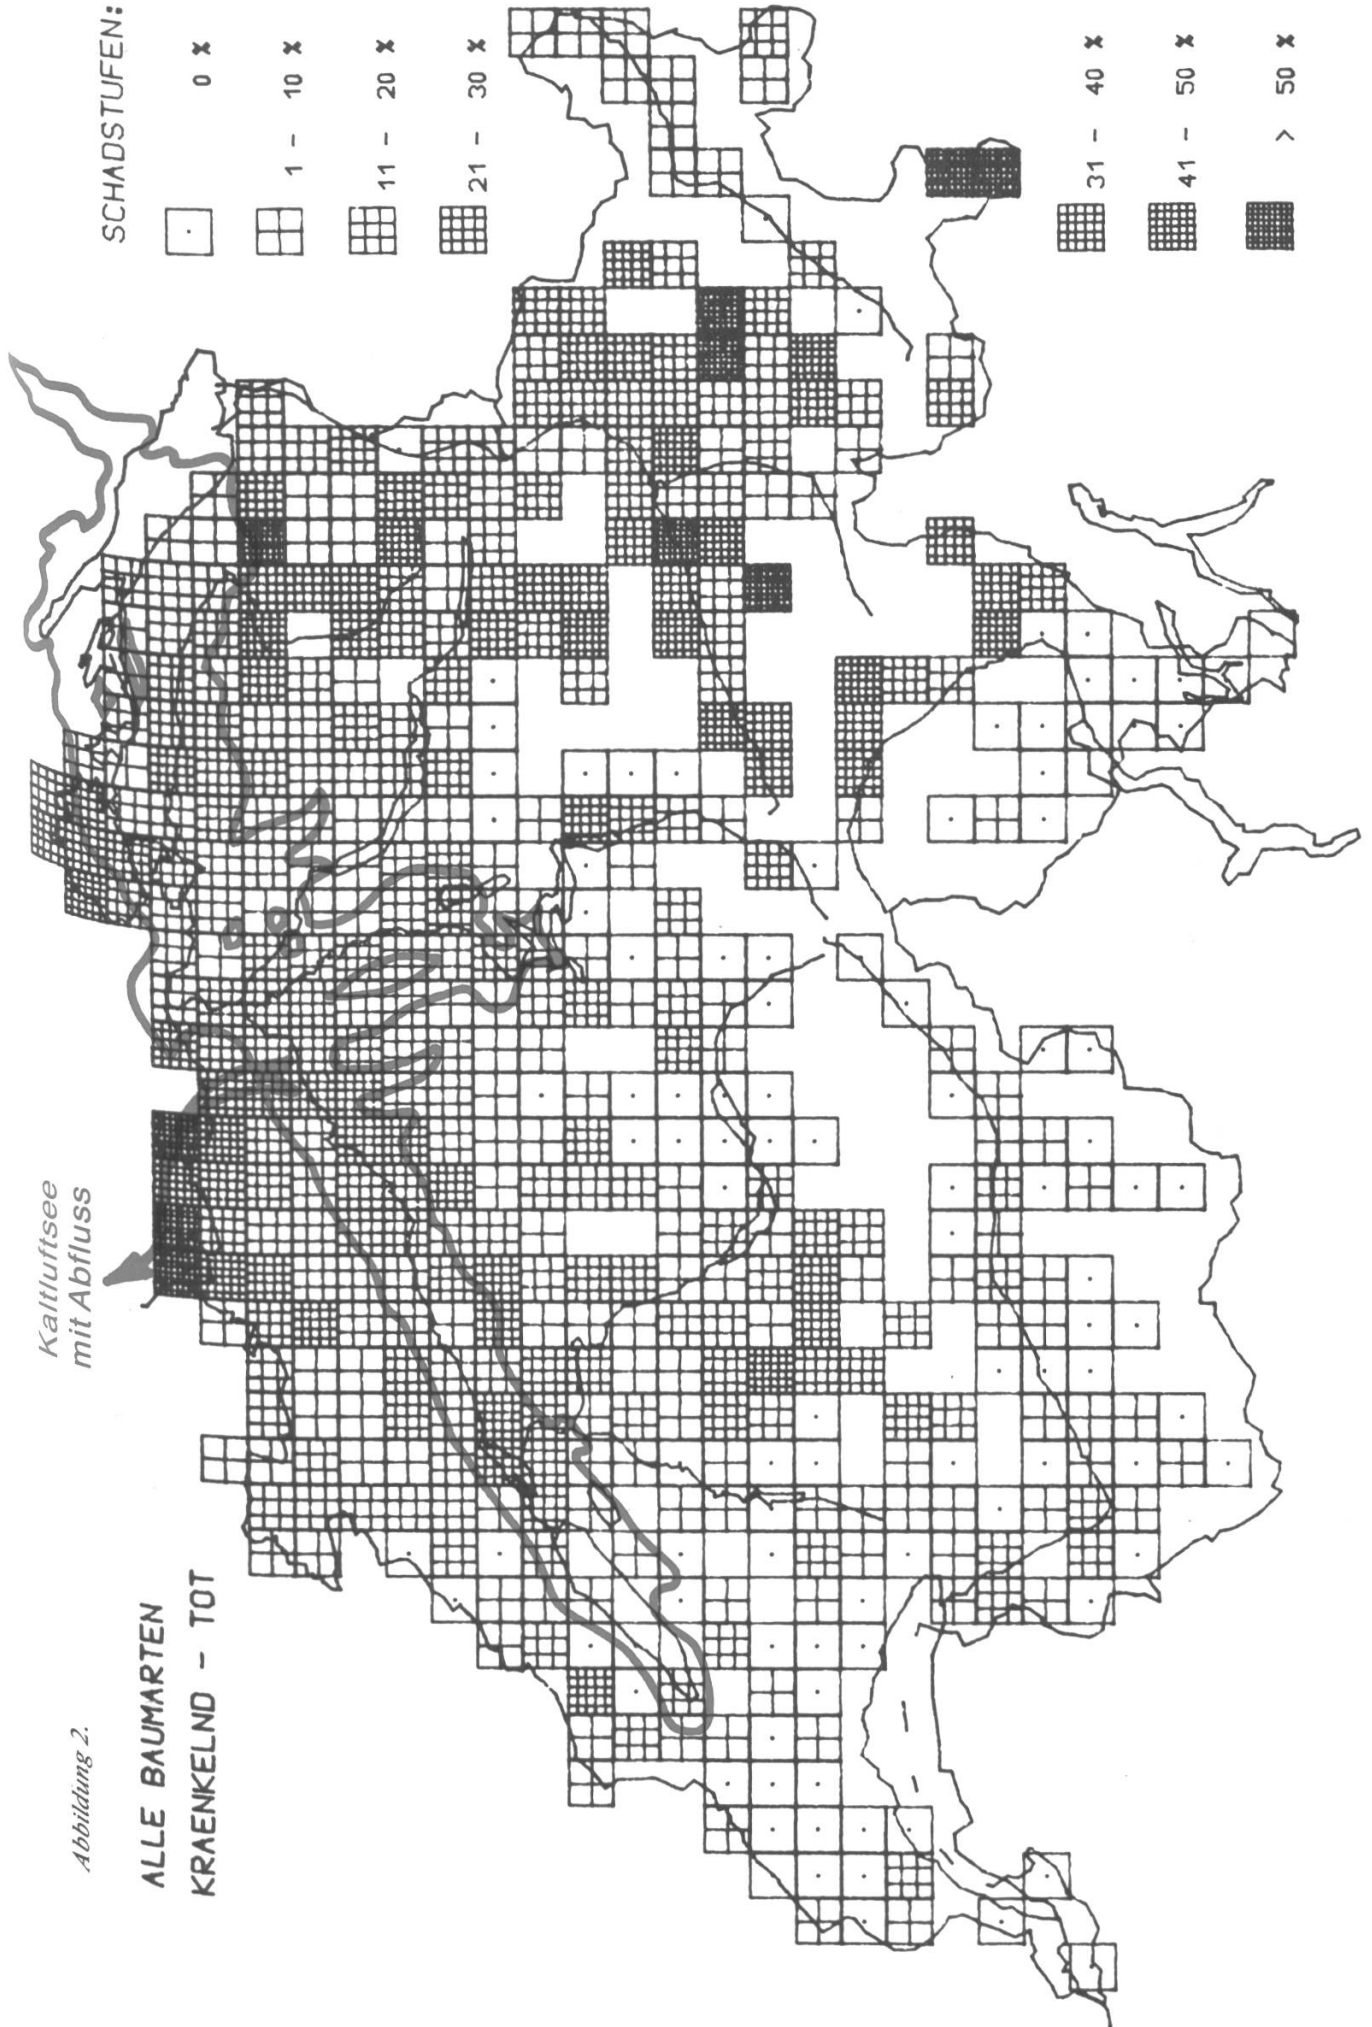 Abbildung 2.
ALLE BAUMARTEN
KRAENKELND - TOT
Kaltluftsee
mit Abfluss
SCHADSTUFEN:
0 %
1 - 10 %
11 - 20 %
21 - 30 %
31 - 40 %
41 - 50 %
> 50 %